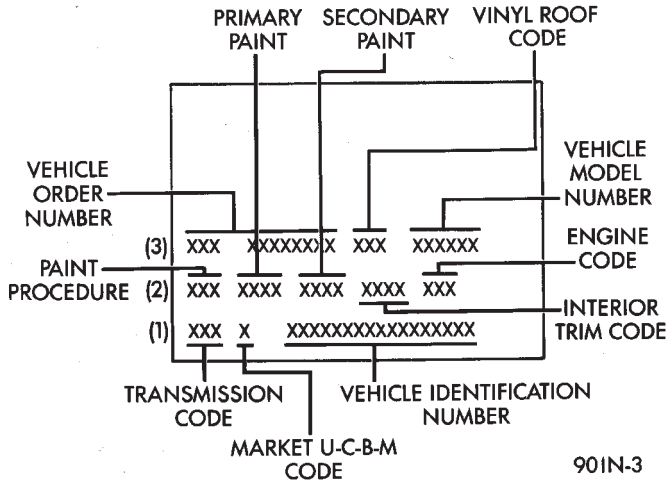 PRIMARY PAINT
SECONDARY PAINT
VINYL ROOF CODE
VEHICLE ORDER NUMBER
VEHICLE MODEL NUMBER
(3) XXX XXXXXXXX XXX XXXXXX
ENGINE CODE
PAINT PROCEDURE
(2) XXX XXXX XXXX XXXX XXX
INTERIOR TRIM CODE
(1) XXX X XXXXXXXXXXXXXXXXX
TRANSMISSION CODE
VEHICLE IDENTIFICATION NUMBER
MARKET U-C-B-M CODE
901N-3